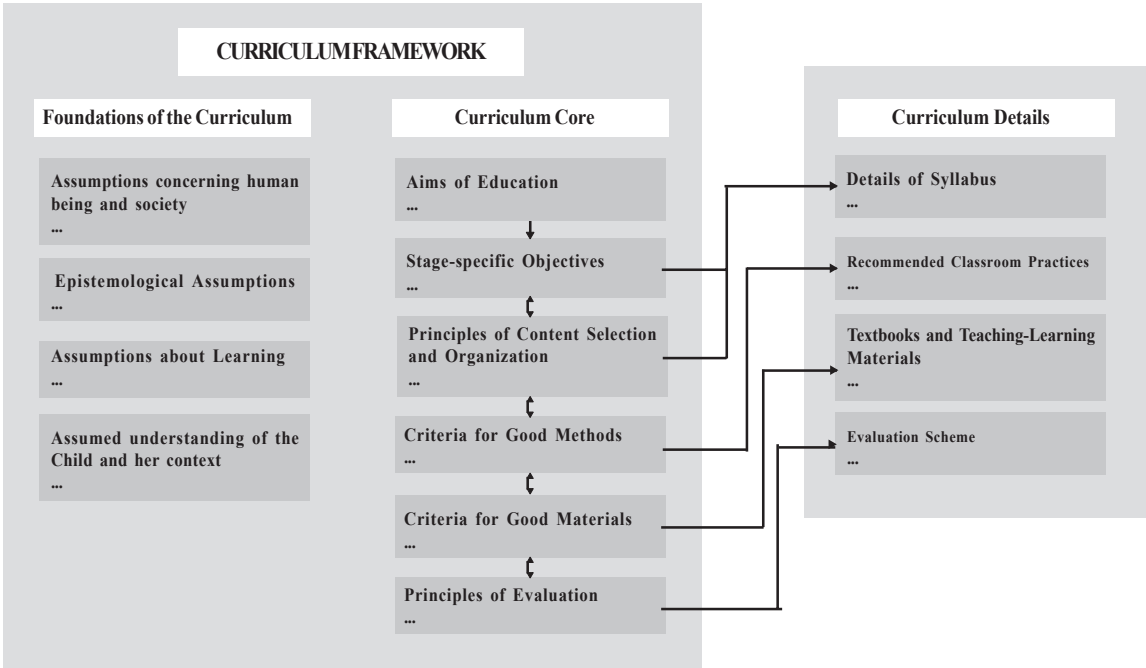 CURRICULUM FRAMEWORK
Foundations of the Curriculum
Assumptions concerning human
being and society
...
Epistemological Assumptions
...
Assumptions about Learning
...
Assumed understanding of the
Child and her context
...
Curriculum Core
Aims of Education
...
Stage-specific Objectives
...
Principles of Content Selection
and Organization
...
Criteria for Good Methods
...
Criteria for Good Materials
...
Principles of Evaluation
...
Curriculum Details
Details of Syllabus
...
Recommended Classroom Practices
...
Textbooks and Teaching-Learning
Materials
...
Evaluation Scheme
...